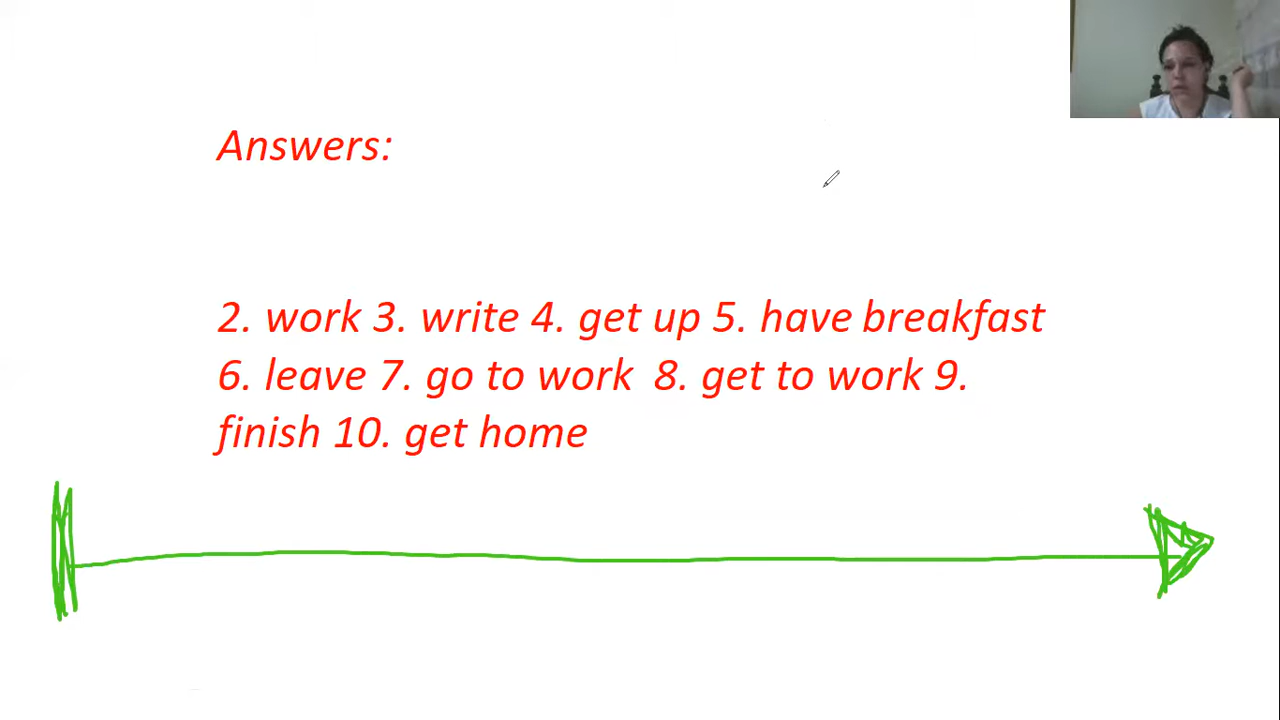 Answers:
2. work 3. write 4. get up 5. have breakfast
6. leave 7. go to work 8. get to work 9.
finish 10. get home